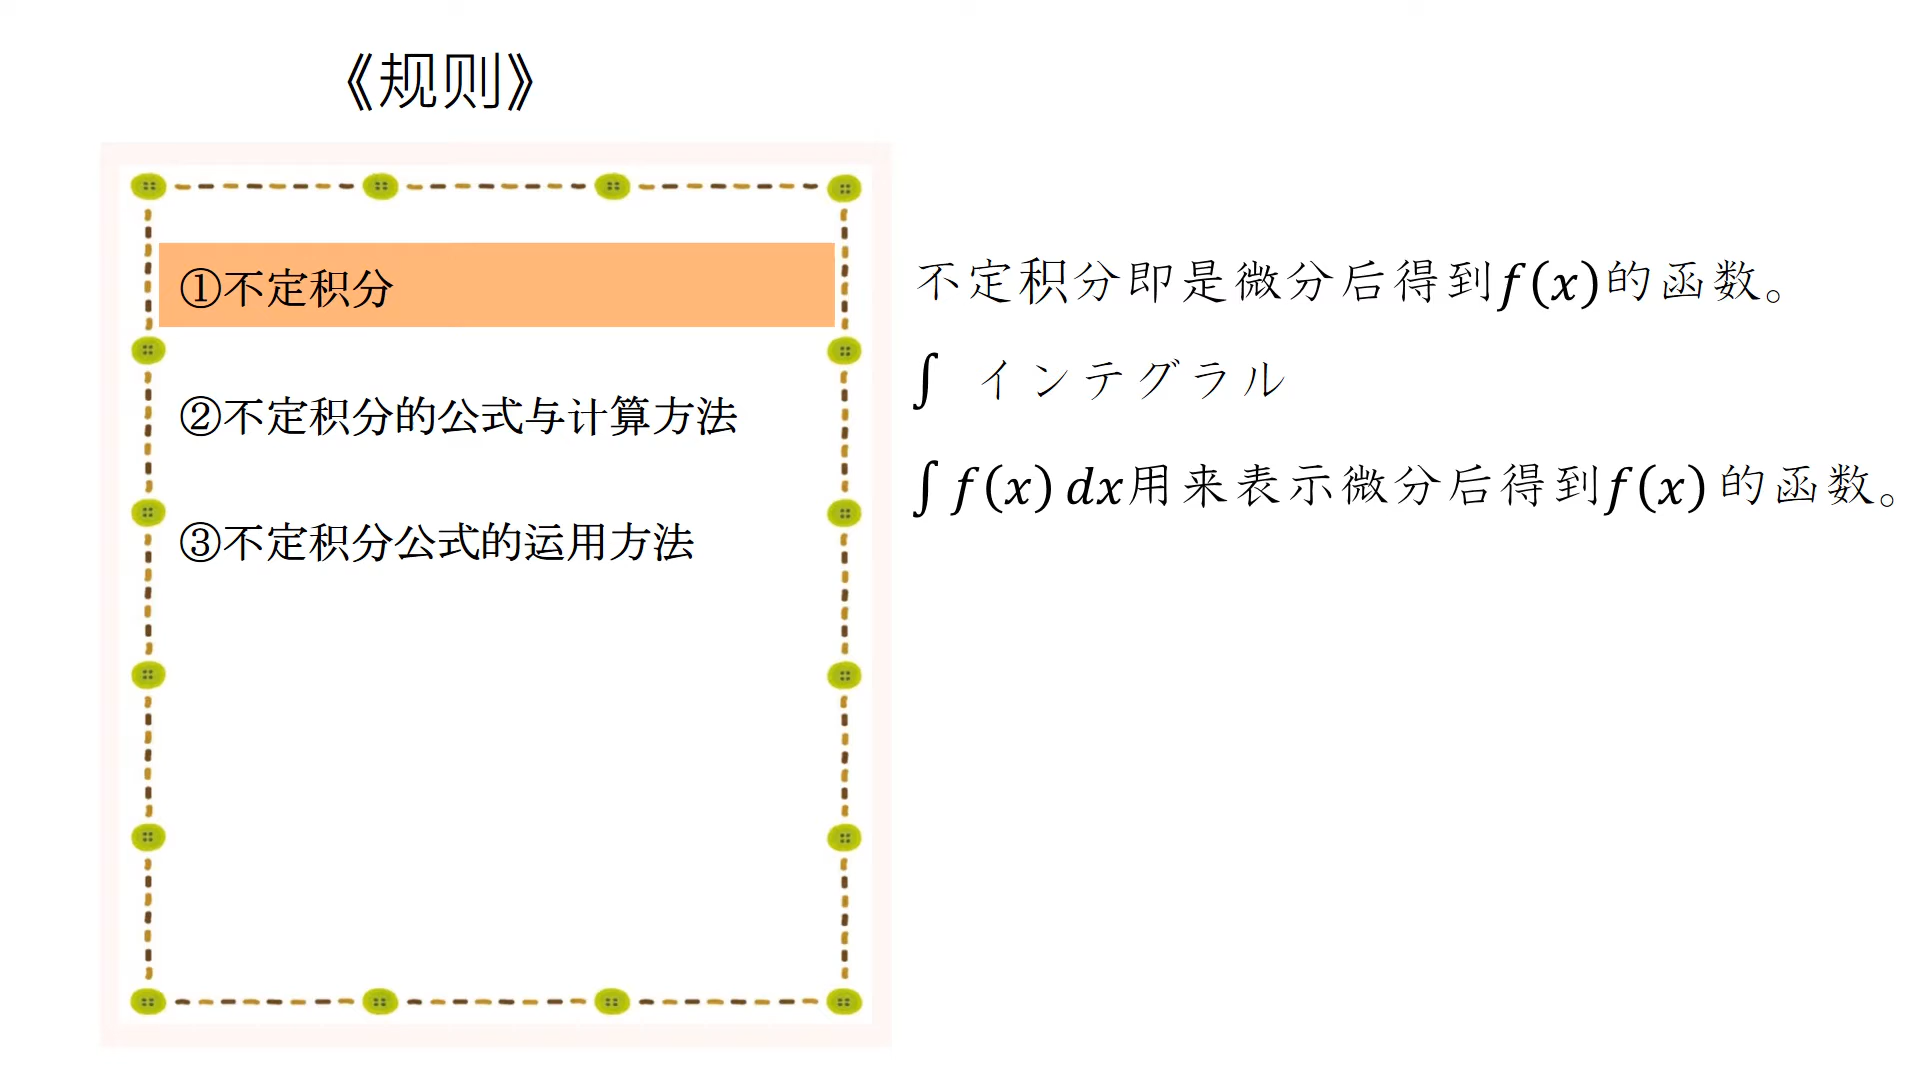 《规则》
①不定积分
②不定积分的公式与计算方法
③不定积分公式的运用方法
不定积分即是微分后得到f(x)的函数。
∫ インテグラル
∫ f(x) dx用来表示微分后得到f(x) 的函数。